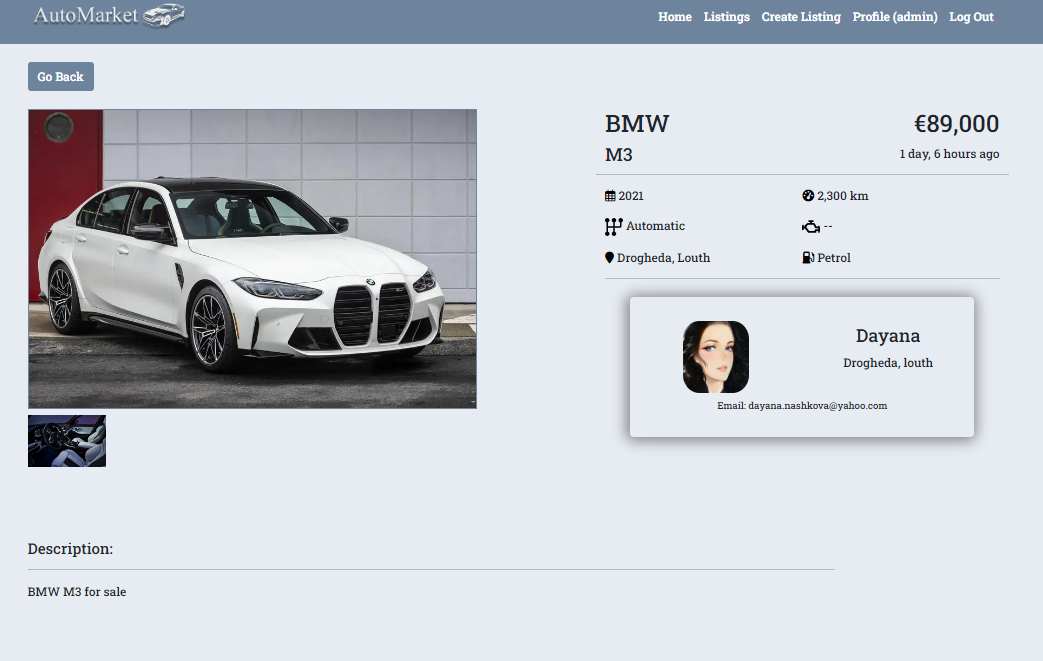 AutoMarket
Home Listings Create Listing Profile (admin) Log Out
Go Back
BMW €89,000
M3 1 day, 6 hours ago
2021 2,300 km
Automatic --
Drogheda, Louth Petrol
Dayana
Drogheda, louth
Email: dayana.nashkova@yahoo.com
Description:
BMW M3 for sale